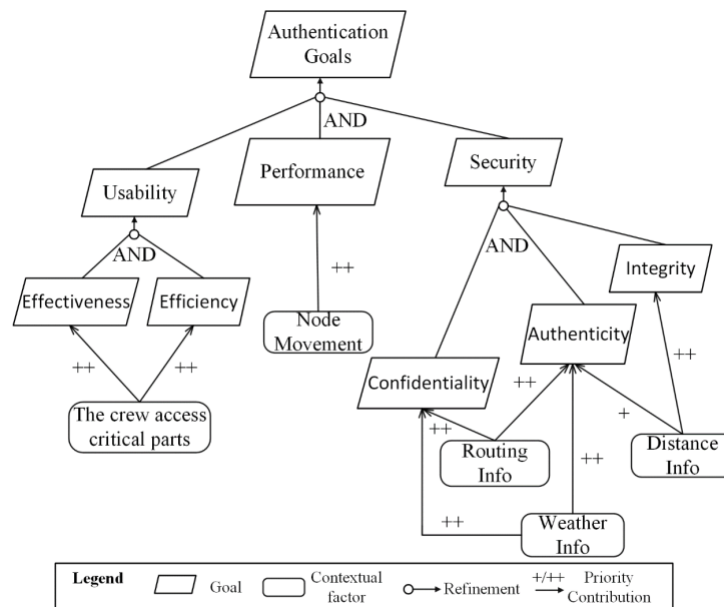 Authentication
Goals
AND
Usability
Performance
Security
AND
AND
Effectiveness
Efficiency
Integrity
++
Node
Movement
Authenticity
Confidentiality
++
++
The crew access
critical parts
++
++
++
+
Routing
Info
Distance
Info
++
++
Weather
Info
Legend
Goal
Contextual
factor
Refinement
+/++
Priority
Contribution